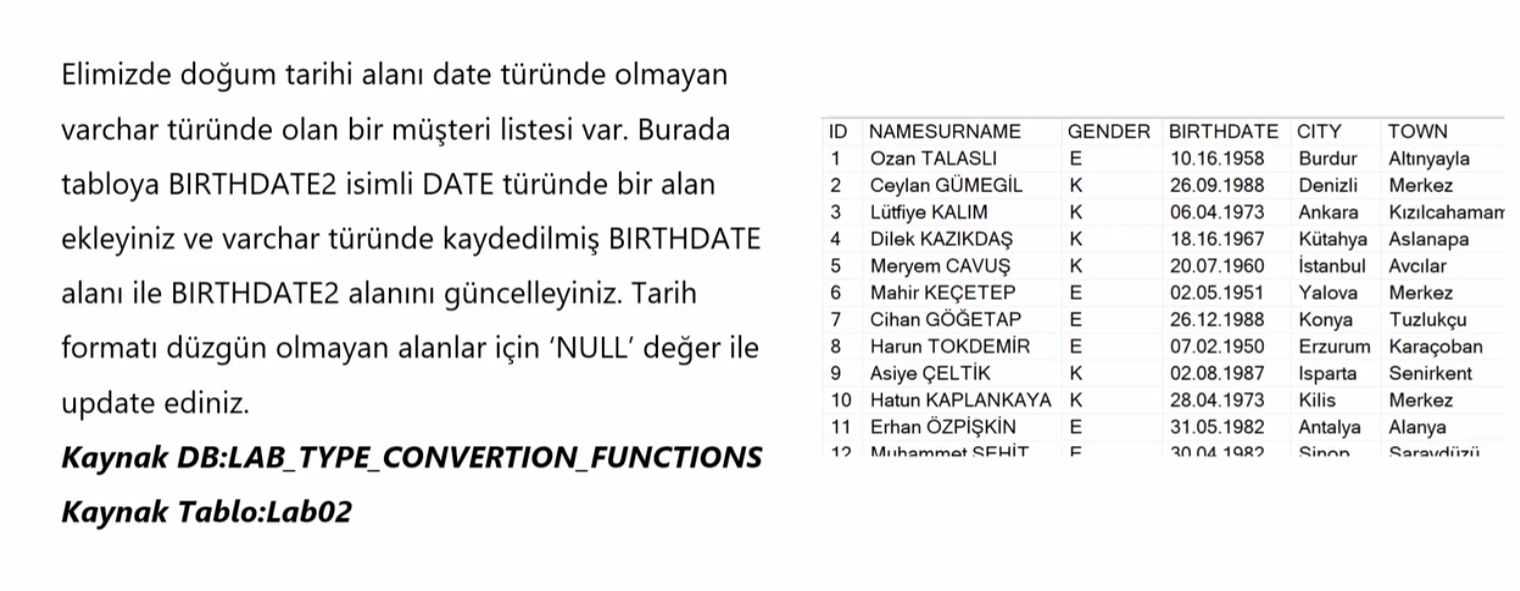 Elimizde doğum tarihi alanı date türünde olmayan
varchar türünde olan bir müşteri listesi var. Burada
tabloya BIRTHDATE2 isimli DATE türünde bir alan
ekleyiniz ve varchar türünde kaydedilmiş BIRTHDATE
alanı ile BIRTHDATE2 alanını güncelleyiniz. Tarih
formatı düzgün olmayan alanlar için ‘NULL’ değer ile
update ediniz.
Kaynak DB:LAB_TYPE_CONVERTION_FUNCTIONS
Kaynak Tablo:Lab02
ID NAMESURNAME GENDER BIRTHDATE CITY TOWN
1 Ozan TALASLI E 10.16.1958 Burdur Altınyayla
2 Ceylan GÜMEGİL K 26.09.1988 Denizli Merkez
3 Lütfiye KALIM K 06.04.1973 Ankara Kızılcahamam
4 Dilek KAZIKDAŞ K 18.16.1967 Kütahya Aslanapa
5 Meryem CAVUŞ K 20.07.1960 İstanbul Avcılar
6 Mahir KEÇETEP E 02.05.1951 Yalova Merkez
7 Cihan GÖĞETAP E 26.12.1988 Konya Tuzlukçu
8 Harun TOKDEMİR E 07.02.1950 Erzurum Karaçoban
9 Asiye ÇELTİK K 02.08.1987 Isparta Senirkent
10 Hatun KAPLANKAYA K 28.04.1973 Kilis Merkez
11 Erhan ÖZPİŞKİN E 31.05.1982 Antalya Alanya
12 Muhammet ŞEHİT E 30.04.1982 Sinop Saraydüzü